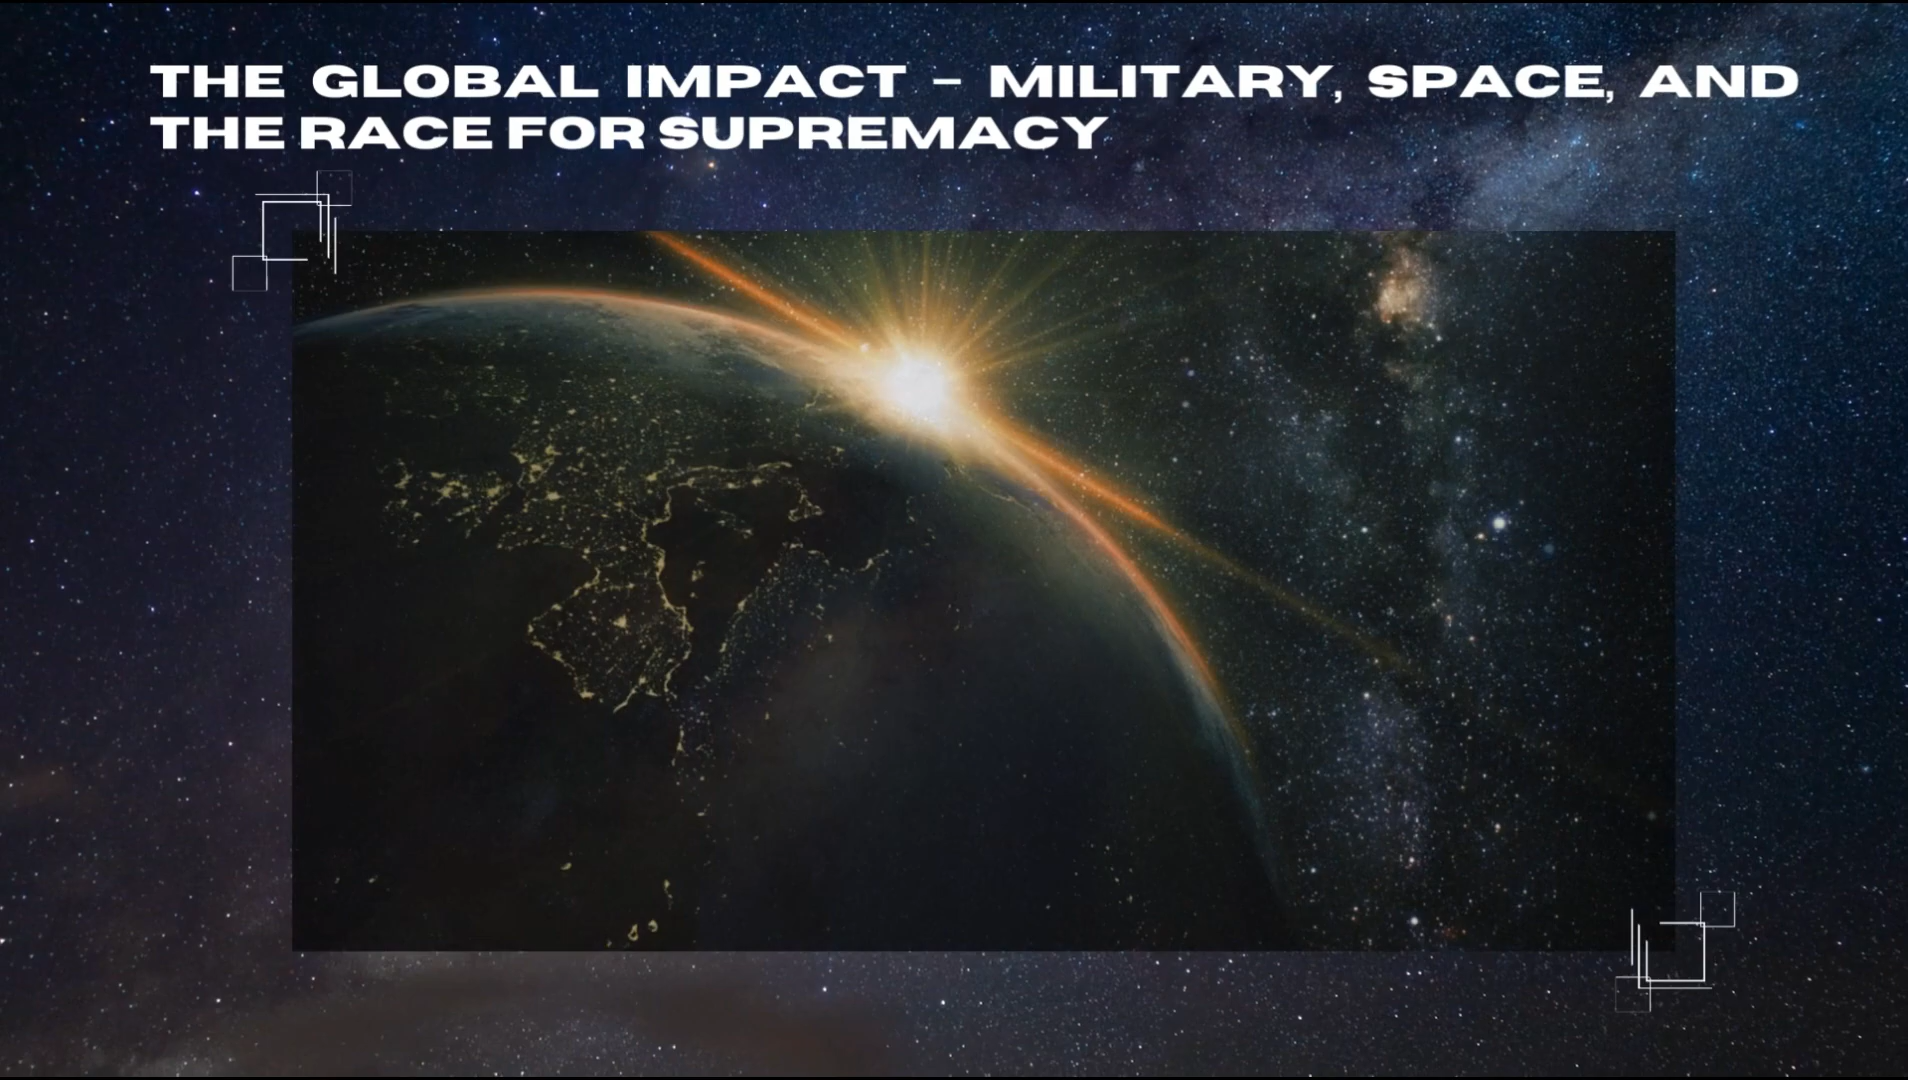 THE GLOBAL IMPACT – MILITARY, SPACE, AND
THE RACE FOR SUPREMACY